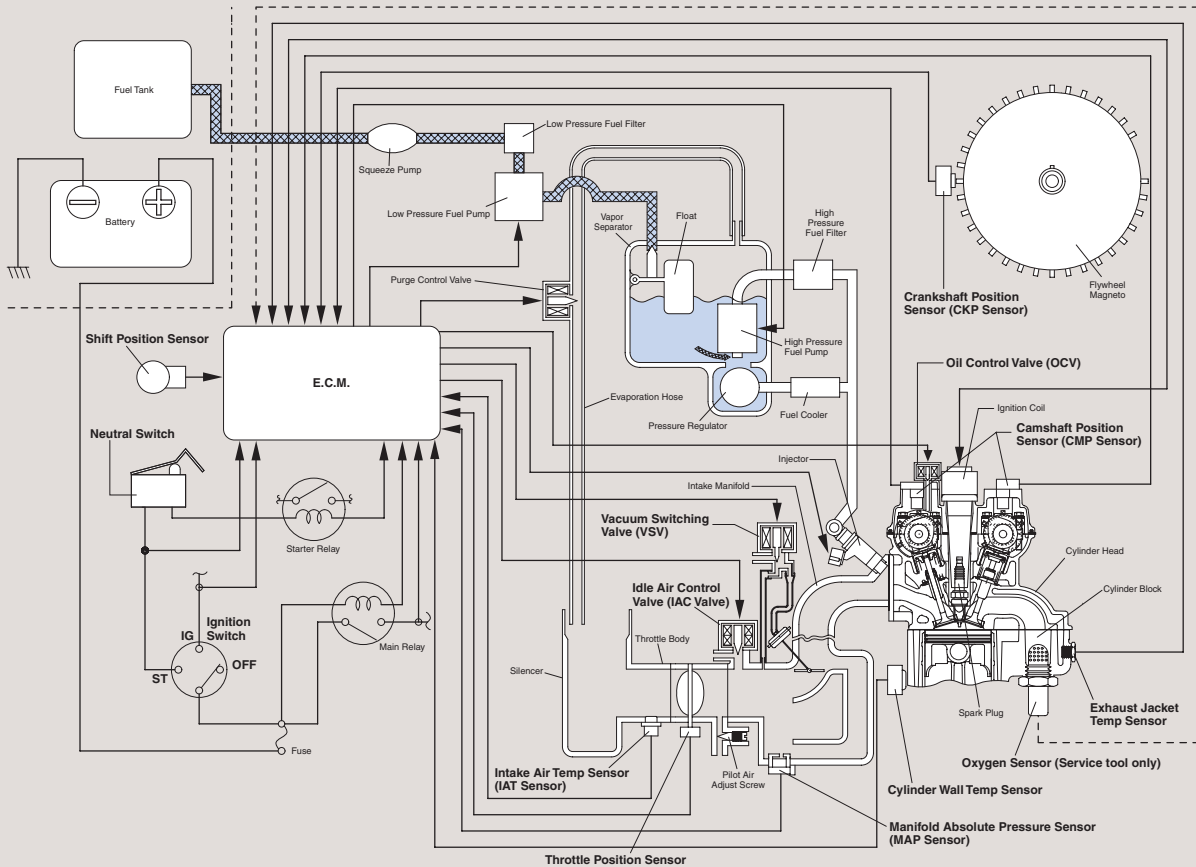 Fuel Tank
Low Pressure Fuel Filter
Squeeze Pump
Low Pressure Fuel Pump
Battery
Vapor
Separator
Float
High
Pressure
Fuel Filter
Flywheel
Magneto
Crankshaft Position
Sensor (CKP Sensor)
Purge Control Valve
Shift Position Sensor
E.C.M.
High Pressure
Fuel Pump
Oil Control Valve (OCV)
Evaporation Hose
Pressure Regulator
Fuel Cooler
Ignition Coil
Camshaft Position
Sensor (CMP Sensor)
Neutral Switch
Injector
Intake Manifold
Starter Relay
Vacuum Switching
Valve (VSV)
Cylinder Head
Cylinder Block
Idle Air Control
Valve (IAC Valve)
IG
Ignition
Switch
OFF
ST
Main Relay
Throttle Body
Silencer
Fuse
Spark Plug
Exhaust Jacket
Temp Sensor
Intake Air Temp Sensor
(IAT Sensor)
Pilot Air
Adjust Screw
Oxygen Sensor (Service tool only)
Cylinder Wall Temp Sensor
Manifold Absolute Pressure Sensor
(MAP Sensor)
Throttle Position Sensor